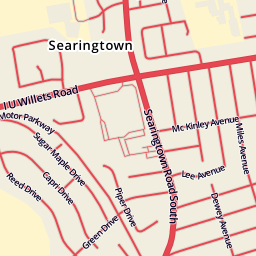 Searingtown
I U Willets Road
Motor Parkway
Searingtown Road South
Mc Kinley Avenue
Miles Avenue
Sugar Maple Drive
Lee Avenue
Capri Drive
Reed Drive
Piper Drive
Dewey Avenue
Green Drive